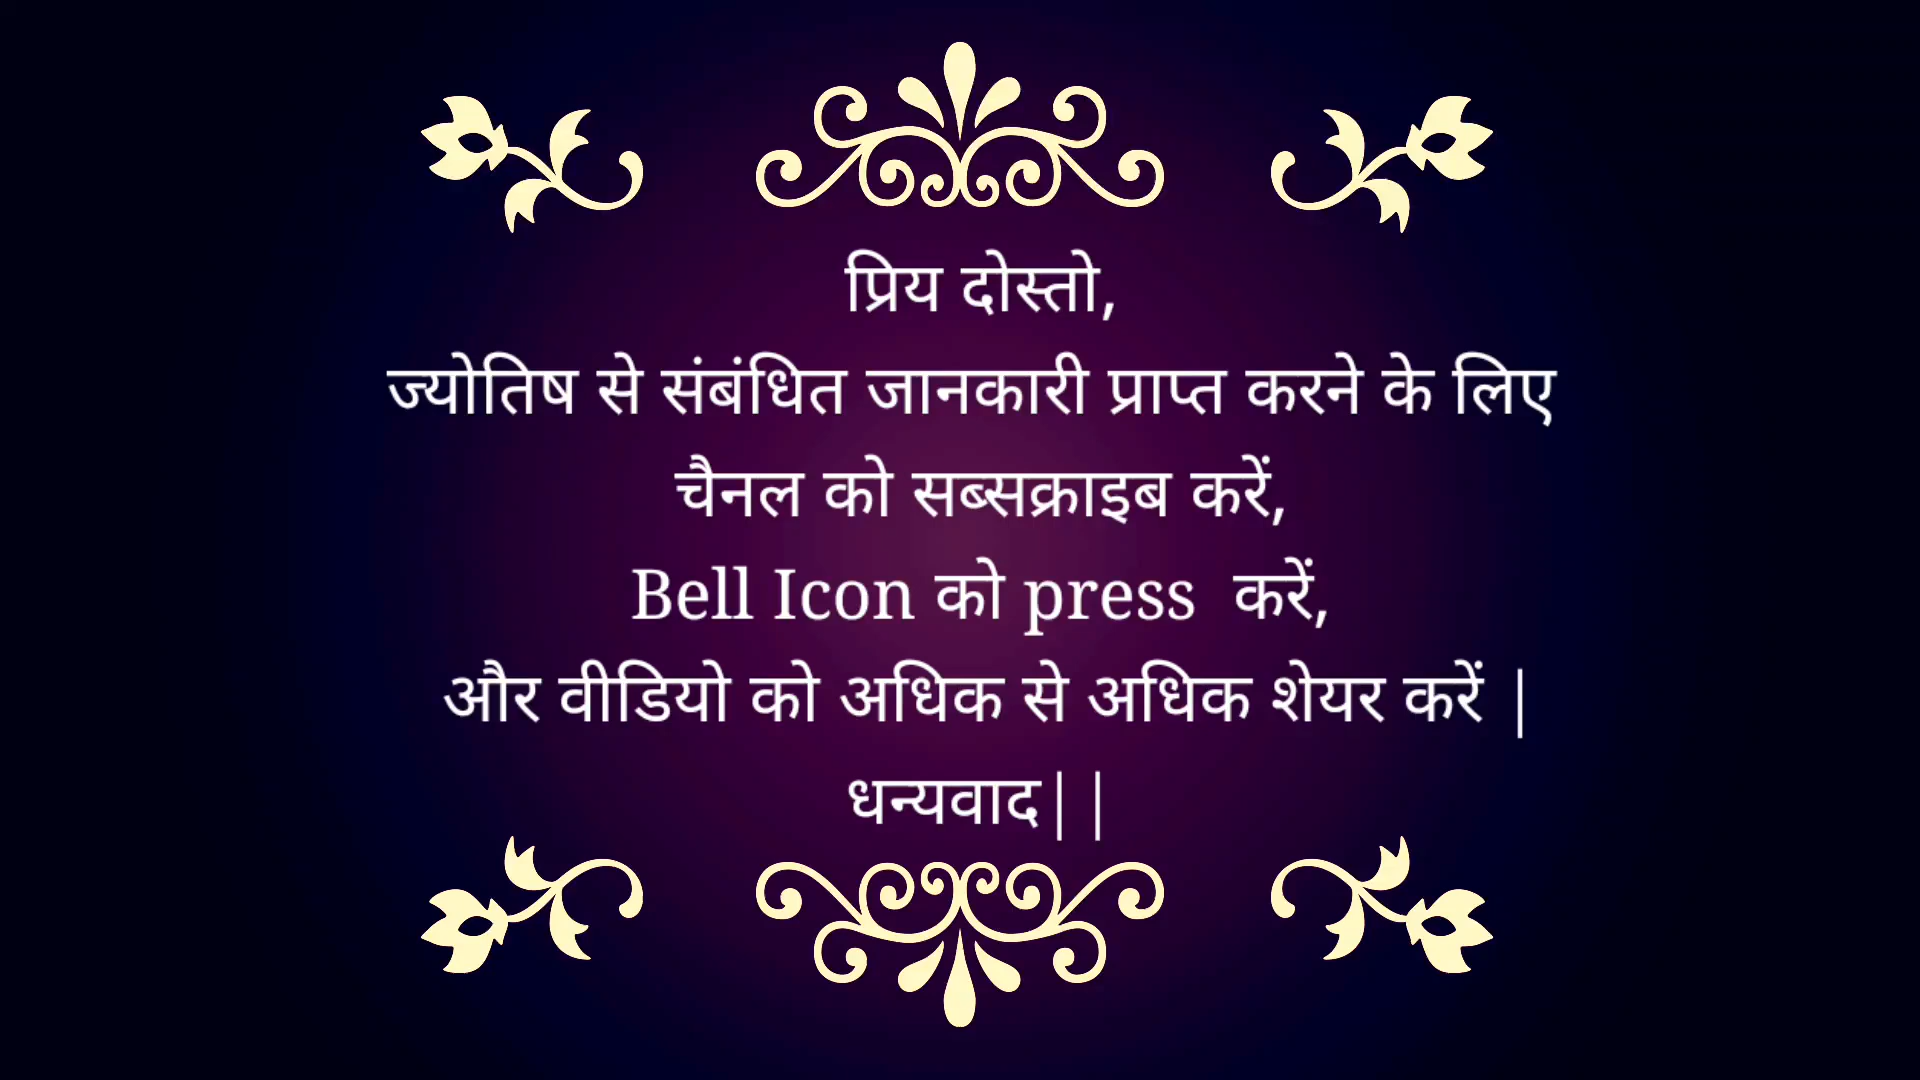 प्रिय दोस्तो,
ज्योतिष से संबंधित जानकारी प्राप्त करने के लिए
चैनल को सब्सक्राइब करें,
Bell Icon को press  करें,
और वीडियो को अधिक से अधिक शेयर करें |
धन्यवाद||